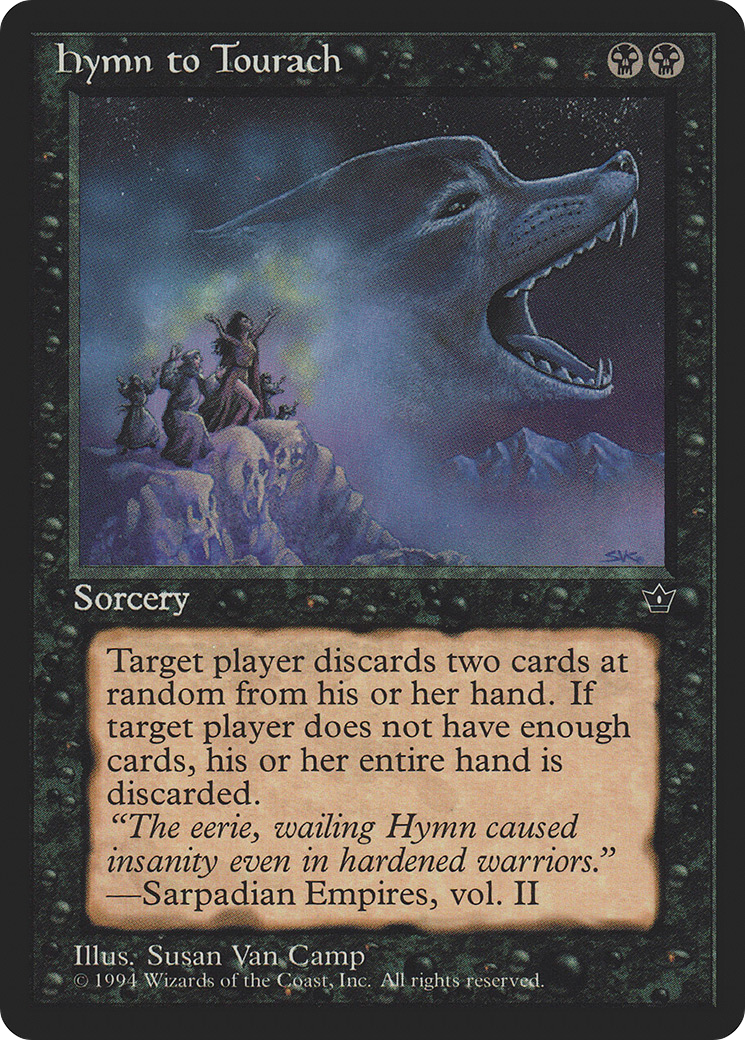 Hymn to Tourach
SVC
Sorcery
Target player discards two cards at
random from his or her hand. If
target player does not have enough
cards, his or her entire hand is
discarded.
“The eerie, wailing Hymn caused
insanity even in hardened warriors.”
—Sarpadian Empires, vol. II
Illus. Susan Van Camp
© 1994 Wizards of the Coast, Inc. All rights reserved.